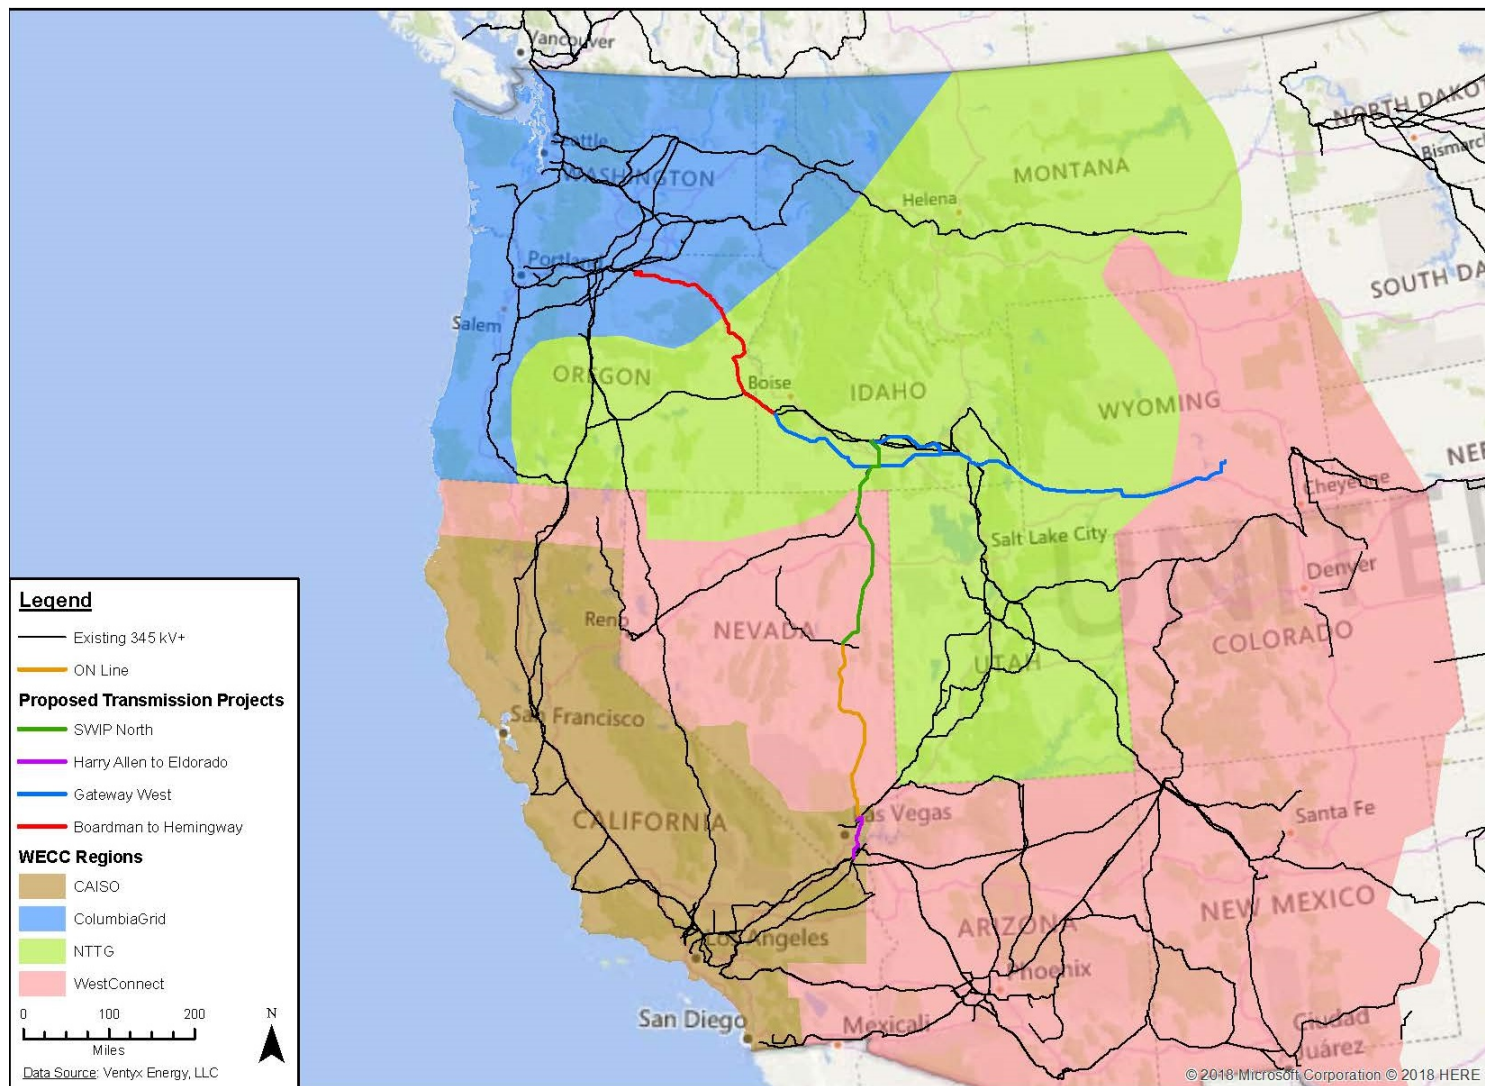 Vancouver
NORTH DAKOT
Bismarck
Seattle
WASHINGTON
MONTANA
Helena
Portland
SOUTH DA
Salem
OREGON
Boise
IDAHO
WYOMING
NE
Cheyenne
Salt Lake City
UNITE
Denver
Reno
NEVADA
COLORADO
UTAH
San Francisco
CALIFORNIA
as Vegas
Santa Fe
Los Angeles
ARIZONA
NEW MEXICO
Phoenix
San Diego
Mexicali
Ciudad
Juárez
Legend
Existing 345 kV+
ON Line
Proposed Transmission Projects
SWIP North
Harry Allen to Eldorado
Gateway West
Boardman to Hemingway
WECC Regions
CAISO
ColumbiaGrid
NTTG
WestConnect
0 100 200
Miles
N
Data Source: Ventyx Energy, LLC
© 2018 Microsoft Corporation © 2018 HERE